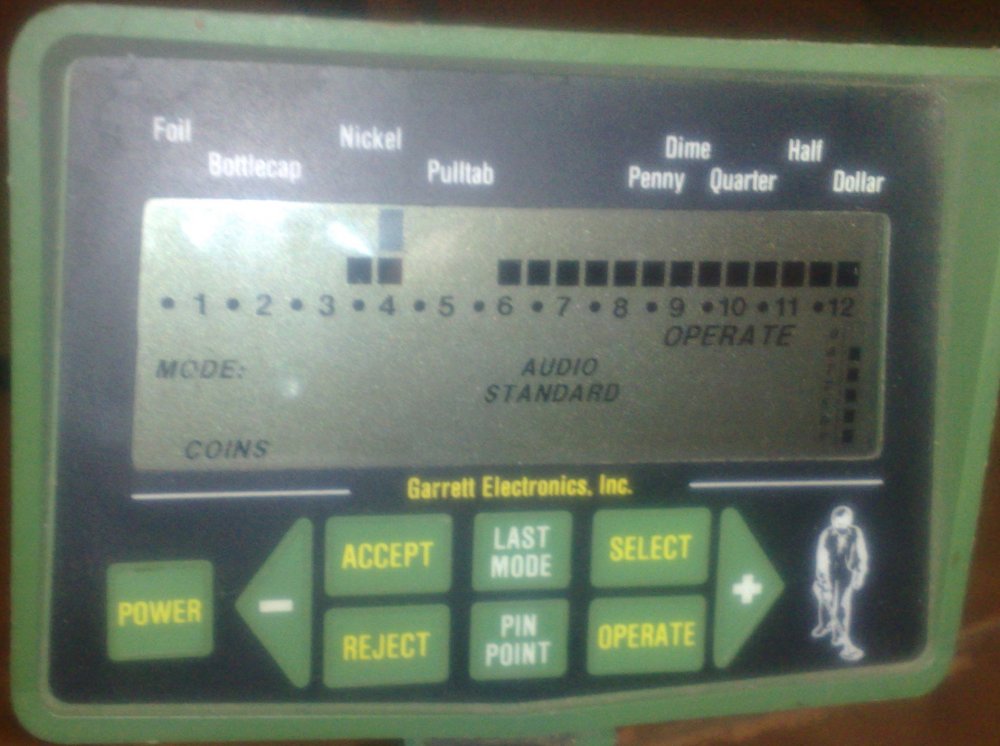 Foil
Nickel
Dime
Half
Bottlecap
Pulltab
Penny
Quarter
Dollar
• 1 • 2 • 3 • 4 • 5 • 6 • 7 • 8 • 9 • 10 • 11 • 12
OPERATE
MODE:
AUDIO
STANDARD
COINS
Garrett Electronics, Inc.
POWER
−
ACCEPT
LAST
MODE
SELECT
+
REJECT
PIN
POINT
OPERATE